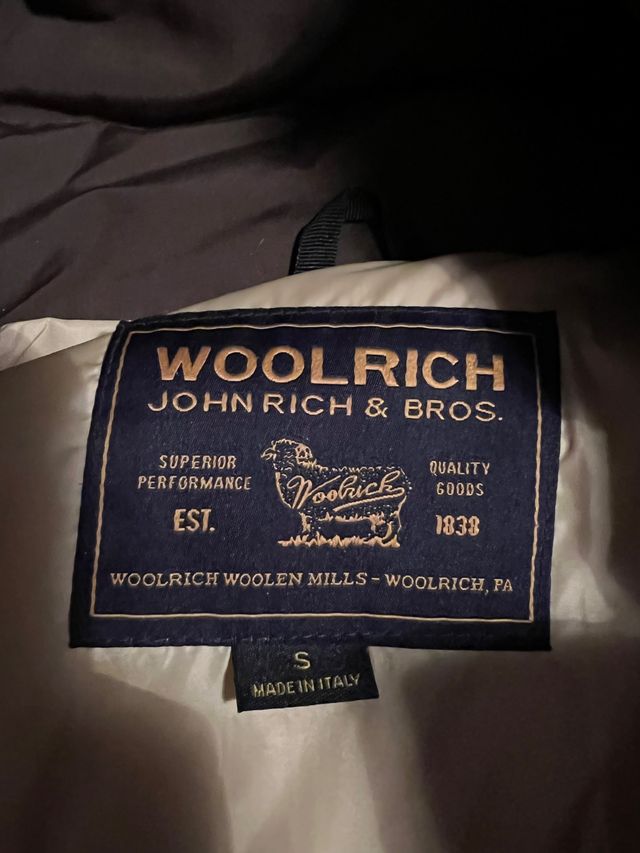 WOOLRICH
JOHN RICH & BROS.
SUPERIOR
PERFORMANCE
EST.
Woolrich
QUALITY
GOODS
1838
WOOLRICH WOOLEN MILLS - WOOLRICH, PA
S
MADE IN ITALY